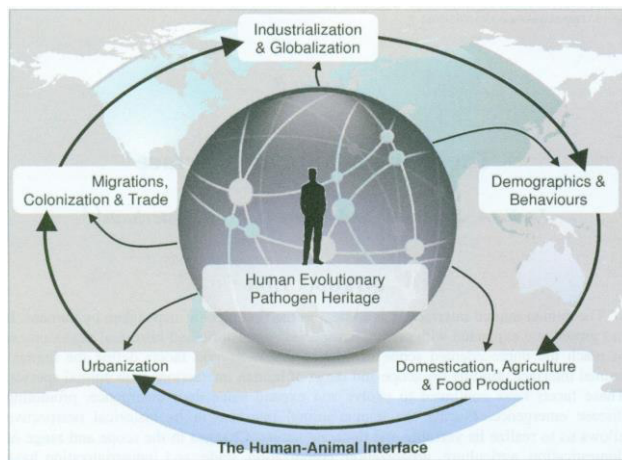 Industrialization
& Globalization
Migrations,
Colonization & Trade
Demographics &
Behaviours
Human Evolutionary
Pathogen Heritage
Urbanization
Domestication, Agriculture
& Food Production
The Human-Animal Interface